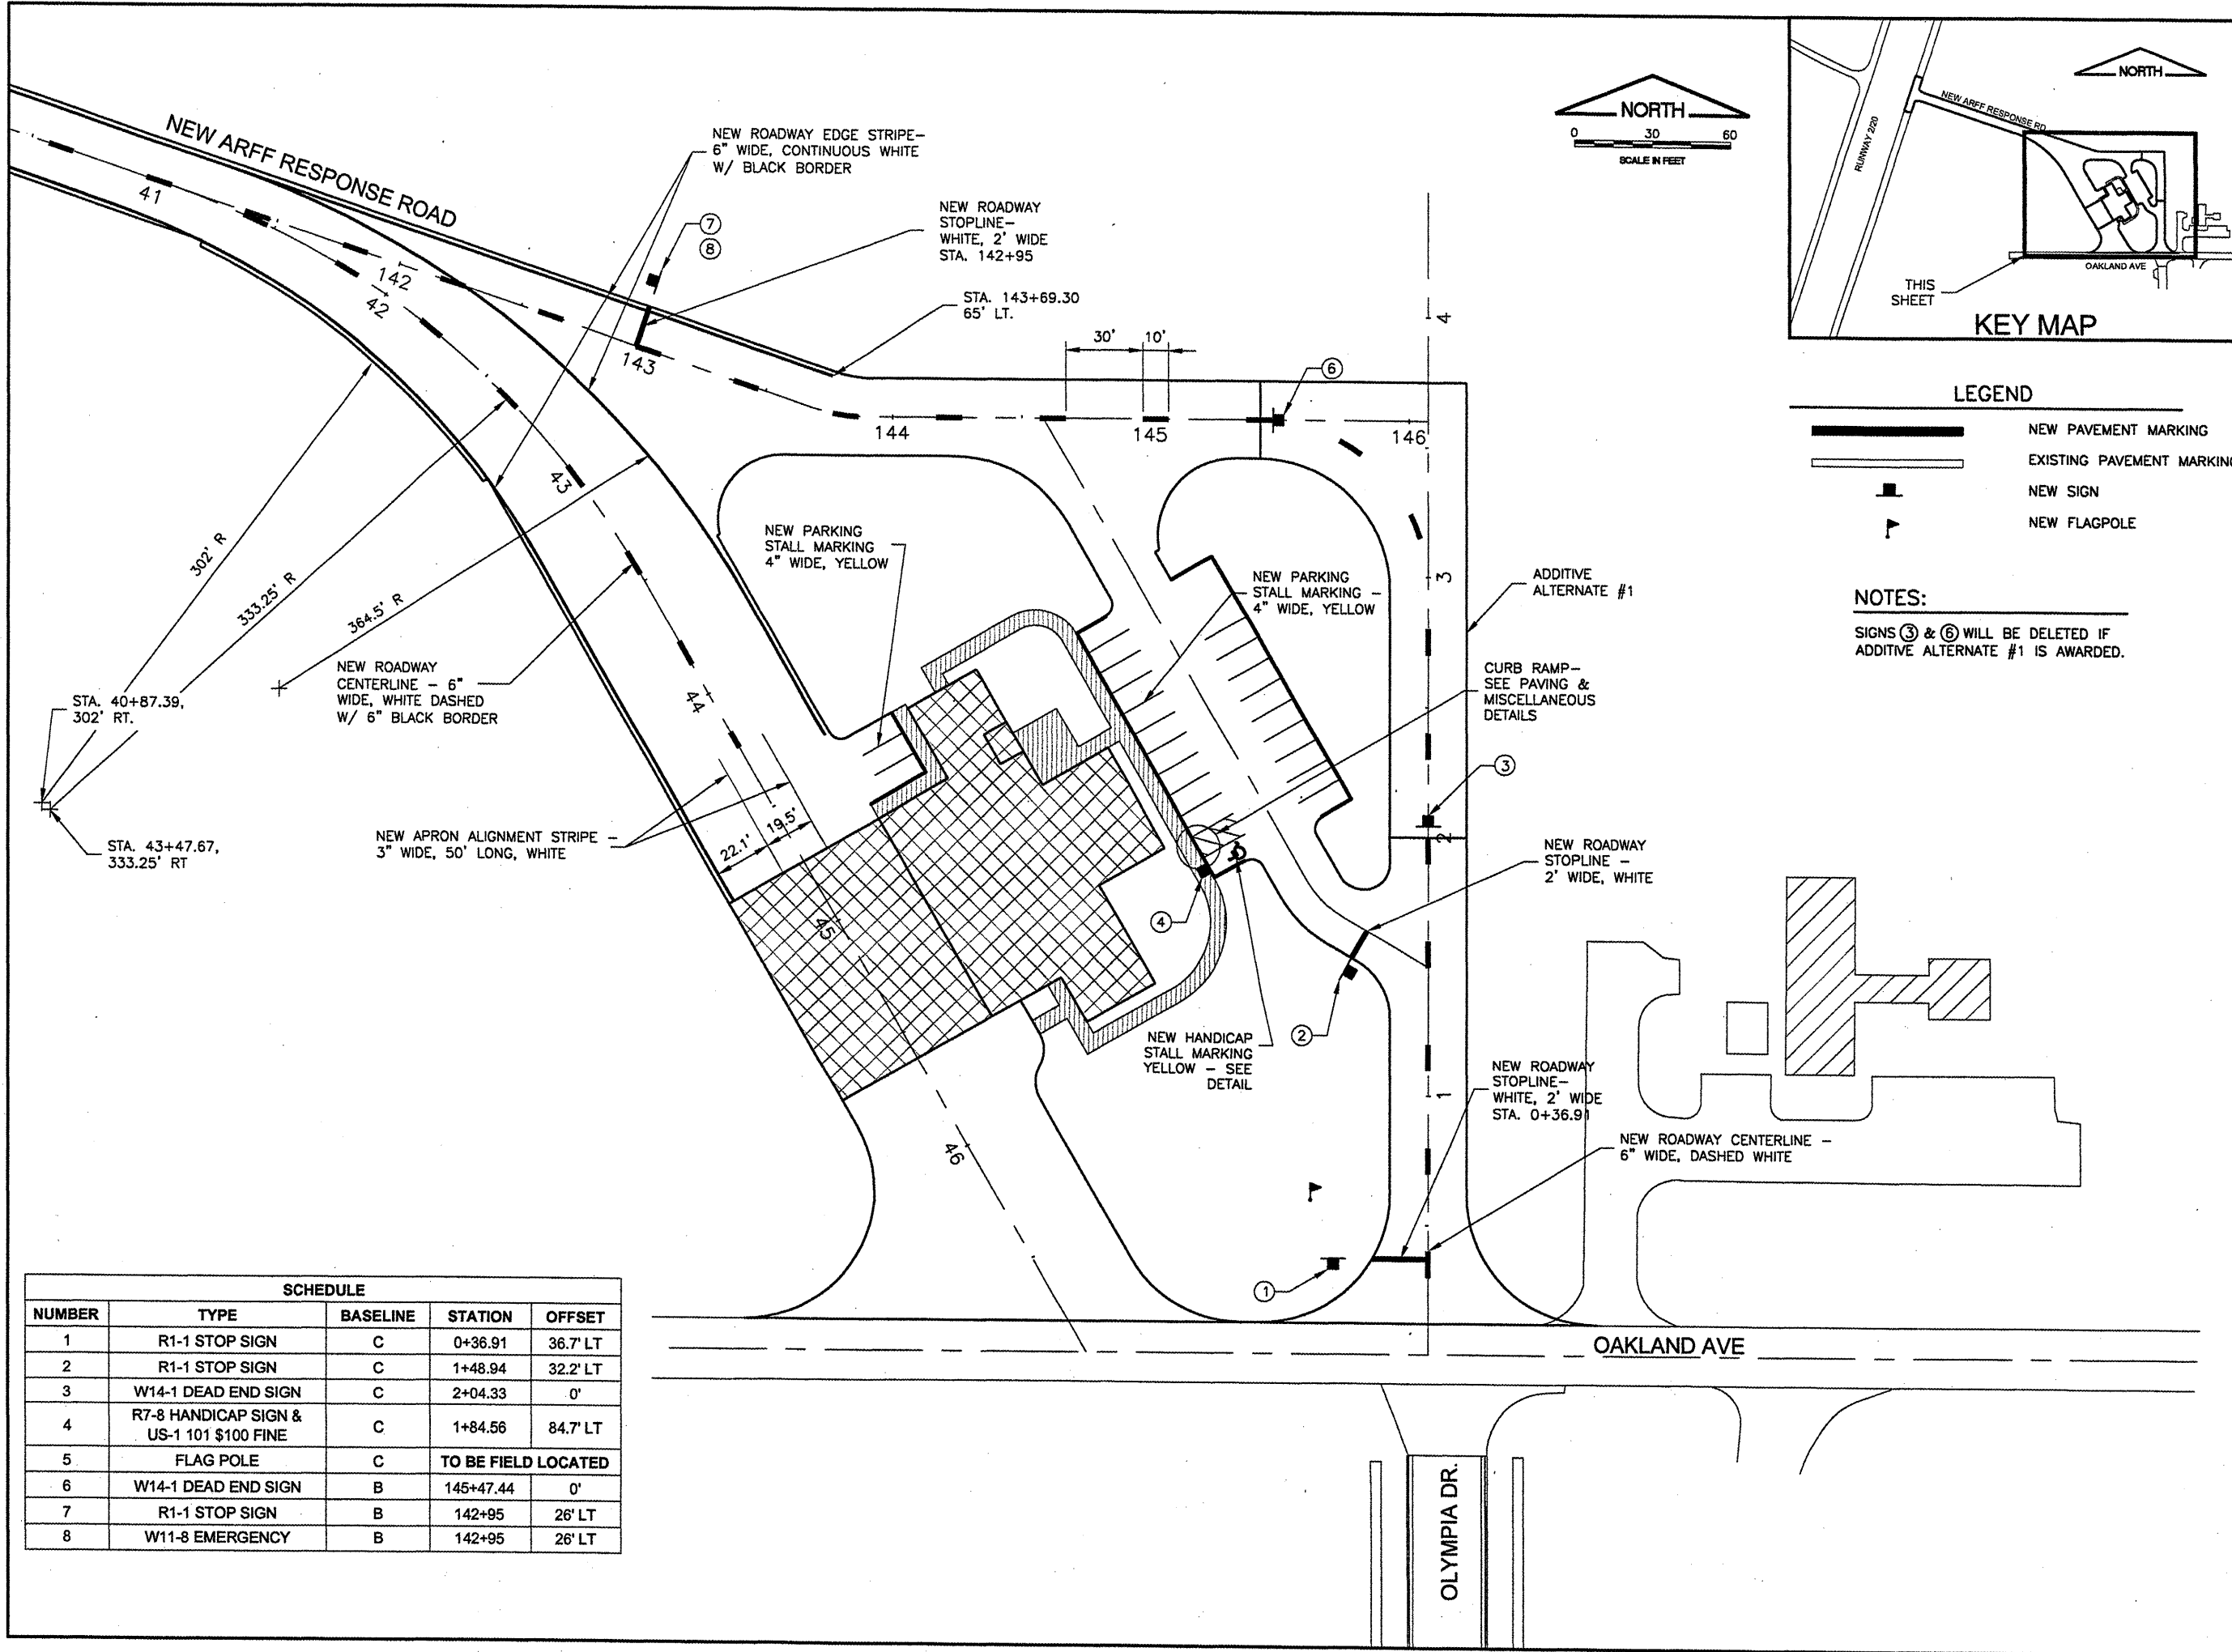 NEW ARFF RESPONSE ROAD
41
142
42
143
43
44
45
46
144
145
146
4
3
2
1
NEW ROADWAY EDGE STRIPE-
6" WIDE, CONTINUOUS WHITE
W/ BLACK BORDER
7
8
NEW ROADWAY
STOPLINE-
WHITE, 2' WIDE
STA. 142+95
STA. 143+69.30
65' LT.
30'
10'
6
NORTH
0 30 60
SCALE IN FEET
NORTH
RUNWAY 2/20
NEW ARFF RESPONSE RD
OAKLAND AVE
THIS
SHEET
KEY MAP
LEGEND
NEW PAVEMENT MARKING
EXISTING PAVEMENT MARKING
NEW SIGN
NEW FLAGPOLE
NOTES:
SIGNS 3 & 6 WILL BE DELETED IF
ADDITIVE ALTERNATE #1 IS AWARDED.
ADDITIVE
ALTERNATE #1
302' R
333.25' R
364.5' R
NEW PARKING
STALL MARKING
4" WIDE, YELLOW
NEW PARKING
STALL MARKING -
4" WIDE, YELLOW
CURB RAMP-
SEE PAVING &
MISCELLANEOUS
DETAILS
NEW ROADWAY
CENTERLINE - 6"
WIDE, WHITE DASHED
W/ 6" BLACK BORDER
STA. 40+87.39,
302' RT.
STA. 43+47.67,
333.25' RT
NEW APRON ALIGNMENT STRIPE -
3" WIDE, 50' LONG, WHITE
22.1'
19.5'
3
4
2
NEW ROADWAY
STOPLINE -
2' WIDE, WHITE
NEW HANDICAP
STALL MARKING
YELLOW - SEE
DETAIL
NEW ROADWAY
STOPLINE-
WHITE, 2' WIDE
STA. 0+36.91
NEW ROADWAY CENTERLINE -
6" WIDE, DASHED WHITE
1
OAKLAND AVE
OLYMPIA DR.
SCHEDULE
NUMBER TYPE BASELINE STATION OFFSET
1 R1-1 STOP SIGN C 0+36.91 36.7' LT
2 R1-1 STOP SIGN C 1+48.94 32.2' LT
3 W14-1 DEAD END SIGN C 2+04.33 0'
4 R7-8 HANDICAP SIGN &
US-1 101 $100 FINE C 1+84.56 84.7' LT
5 FLAG POLE C TO BE FIELD LOCATED
6 W14-1 DEAD END SIGN B 145+47.44 0'
7 R1-1 STOP SIGN B 142+95 26' LT
8 W11-8 EMERGENCY B 142+95 26' LT